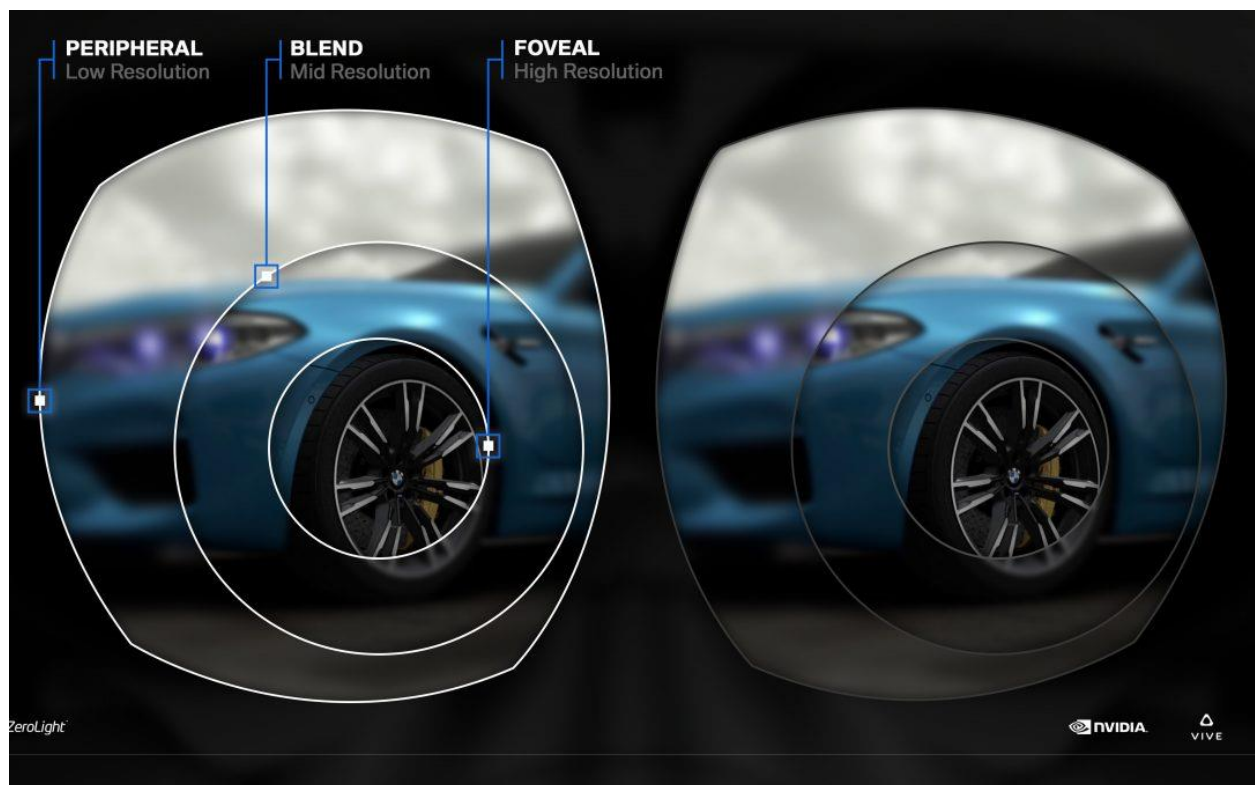 PERIPHERAL
Low Resolution
BLEND
Mid Resolution
FOVEAL
High Resolution
ZeroLight
NVIDIA.
VIVE